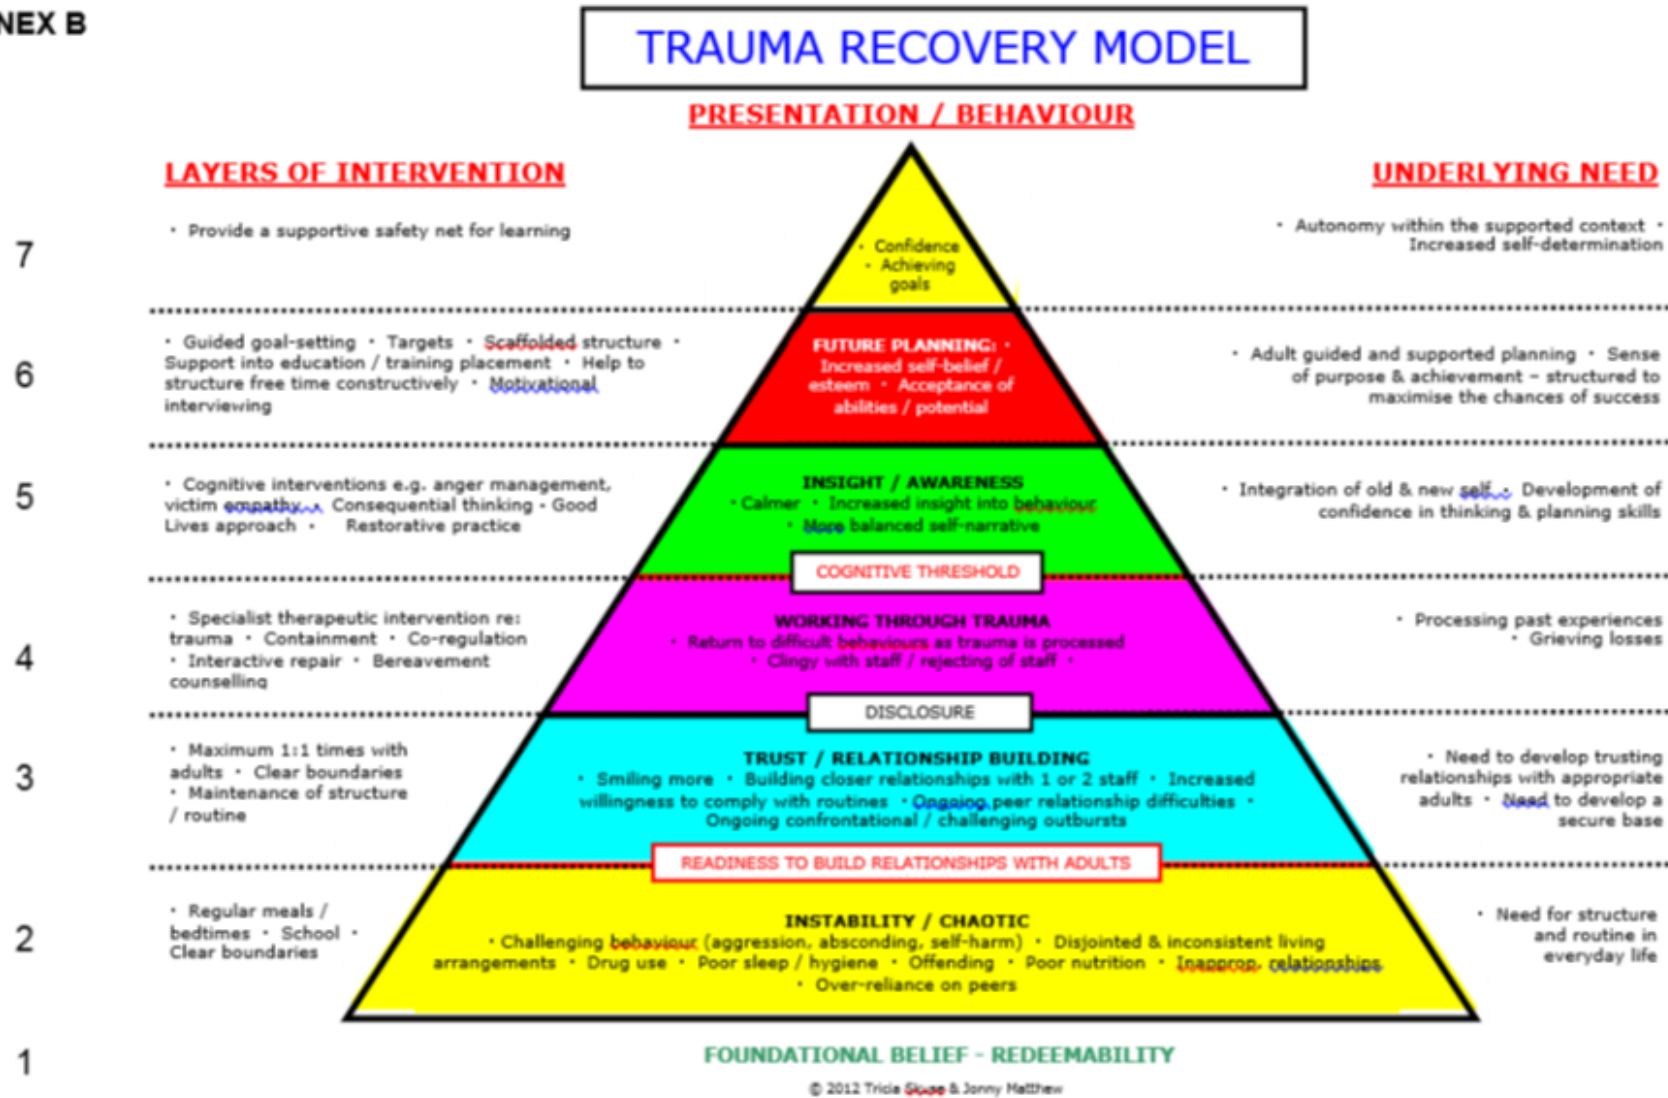 NEX B
TRAUMA RECOVERY MODEL
PRESENTATION / BEHAVIOUR
LAYERS OF INTERVENTION
UNDERLYING NEED
7
· Provide a supportive safety net for learning
· Confidence
· Achieving
goals
· Autonomy within the supported context ·
Increased self-determination
6
· Guided goal-setting · Targets · Scaffolded structure ·
Support into education / training placement · Help to
structure free time constructively · Motivational
interviewing
FUTURE PLANNING: ·
Increased self-belief /
esteem · Acceptance of
abilities / potential
· Adult guided and supported planning · Sense
of purpose & achievement – structured to
maximise the chances of success
5
· Cognitive interventions e.g. anger management,
victim empathy · Consequential thinking - Good
Lives approach · Restorative practice
INSIGHT / AWARENESS
· Calmer · Increased insight into behaviour
· More balanced self-narrative
· Integration of old & new self · Development of
confidence in thinking & planning skills
COGNITIVE THRESHOLD
4
· Specialist therapeutic intervention re:
trauma · Containment · Co-regulation
· Interactive repair · Bereavement
counselling
WORKING THROUGH TRAUMA
· Return to difficult behaviours as trauma is processed
· Clingy with staff / rejecting of staff ·
· Processing past experiences
· Grieving losses
DISCLOSURE
3
· Maximum 1:1 times with
adults · Clear boundaries
· Maintenance of structure
/ routine
TRUST / RELATIONSHIP BUILDING
· Smiling more · Building closer relationships with 1 or 2 staff · Increased
willingness to comply with routines · Ongoing peer relationship difficulties ·
Ongoing confrontational / challenging outbursts
· Need to develop trusting
relationships with appropriate
adults · Need to develop a
secure base
READINESS TO BUILD RELATIONSHIPS WITH ADULTS
2
· Regular meals /
bedtimes · School ·
Clear boundaries
INSTABILITY / CHAOTIC
· Challenging behaviour (aggression, absconding, self-harm) · Disjointed & inconsistent living
arrangements · Drug use · Poor sleep / hygiene · Offending · Poor nutrition · Inapprop. relationships
· Over-reliance on peers
· Need for structure
and routine in
everyday life
1
FOUNDATIONAL BELIEF - REDEEMABILITY
© 2012 Tricia Skuse & Jonny Matthew